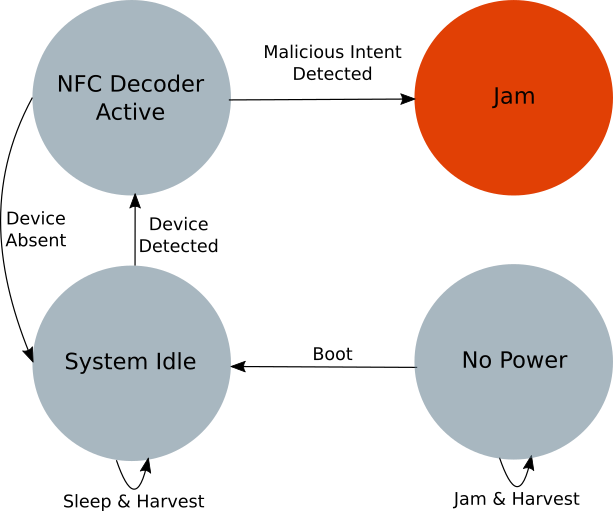 Malicious Intent
Detected
NFC Decoder
Active
Jam
Device
Absent
Device
Detected
System Idle
Boot
No Power
Sleep & Harvest
Jam & Harvest